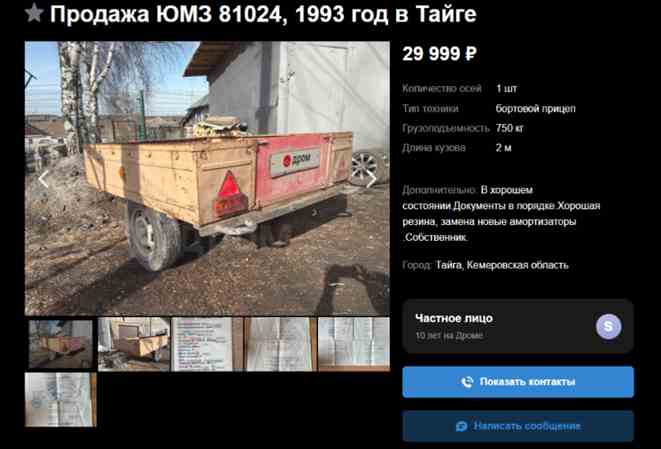 Продажа ЮМЗ 81024, 1993 год в Тайге
29 999 ₽
Количество осей 1 шт
Тип техники бортовой прицеп
Грузоподъемность 750 кг
Длина кузова 2 м
дром
Дополнительно: В хорошем
состоянии.Документы в порядке.Хорошая
резина, замена новые амортизаторы
.Собственник.
Город: Тайга, Кемеровская область
Частное лицо
10 лет на Дроме
S
Показать контакты
Написать сообщение